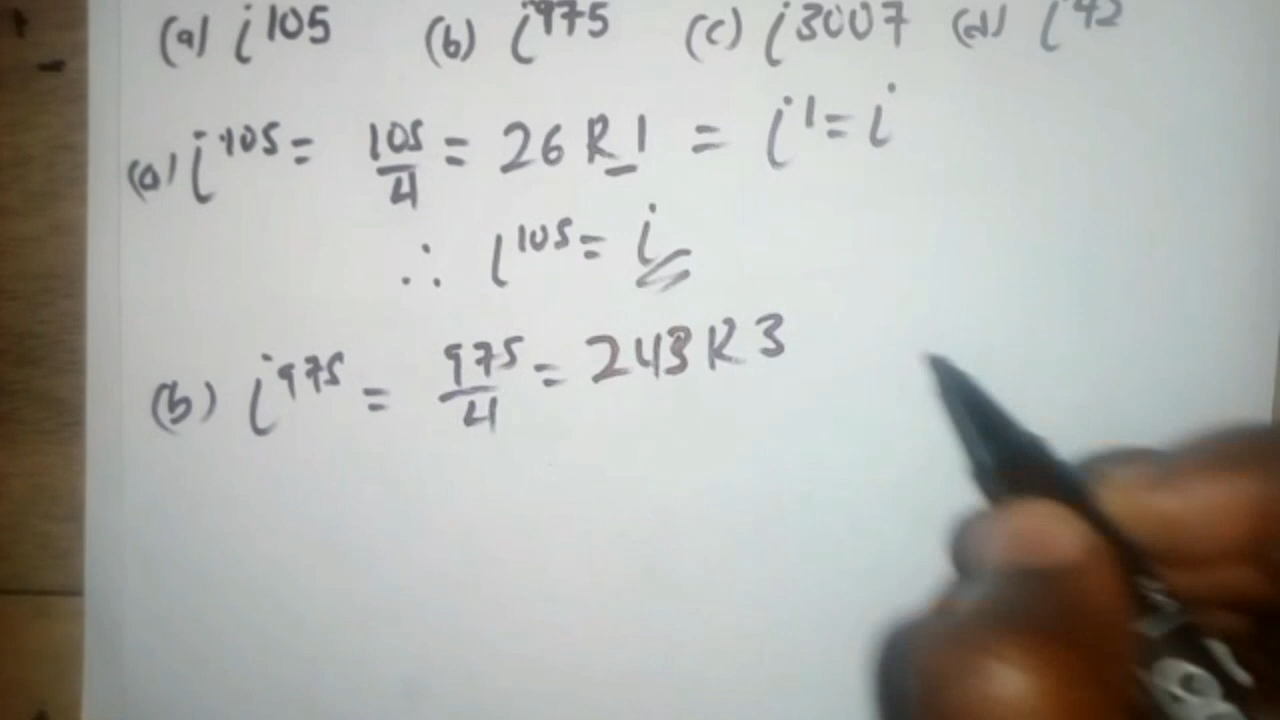 (a) i^105 (b) i^975 (c) i^3007 (d) i^42
(a) i^105 = 105/4 = 26 R 1 = i^1 = i
∴ i^105 = i
(b) i^975 = 975/4 = 243 R 3